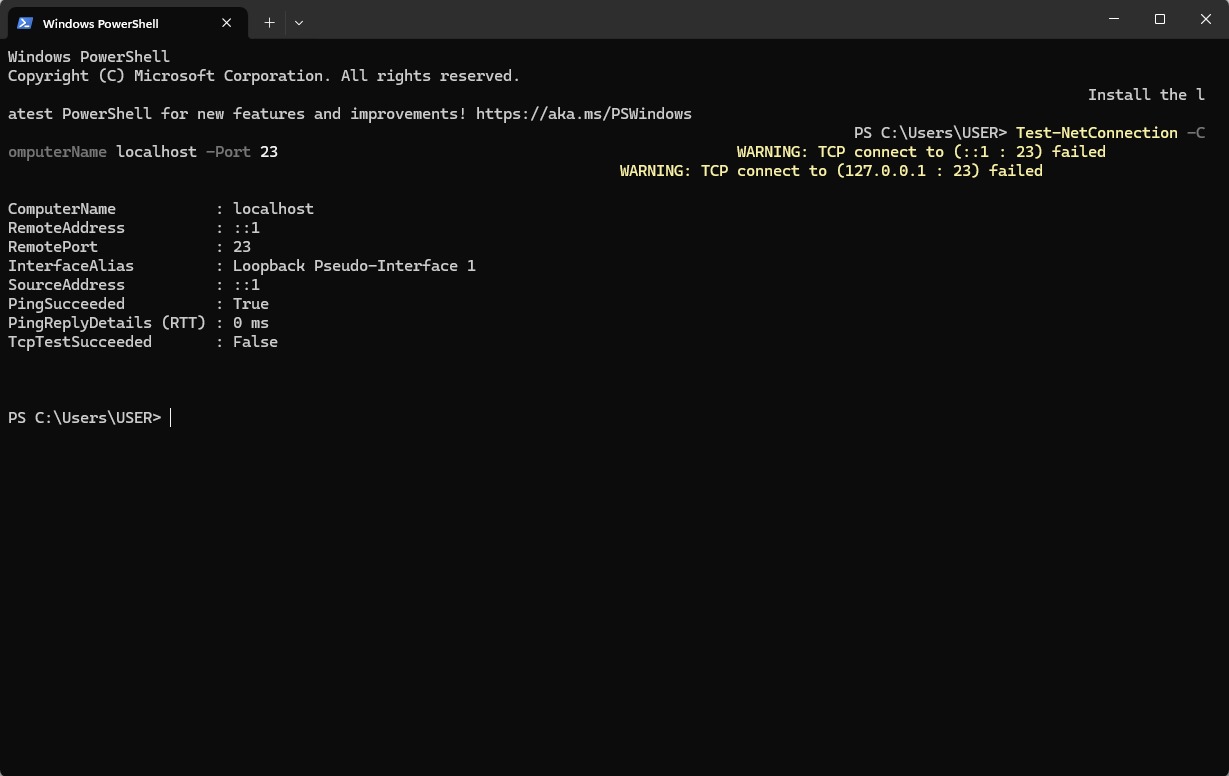 Windows PowerShell
Windows PowerShell
Copyright (C) Microsoft Corporation. All rights reserved.
Install the l
atest PowerShell for new features and improvements! https://aka.ms/PSWindows
PS C:\Users\USER> Test-NetConnection -C
omputerName localhost -Port 23
WARNING: TCP connect to (::1 : 23) failed
WARNING: TCP connect to (127.0.0.1 : 23) failed
ComputerName           : localhost
RemoteAddress          : ::1
RemotePort             : 23
InterfaceAlias         : Loopback Pseudo-Interface 1
SourceAddress          : ::1
PingSucceeded          : True
PingReplyDetails (RTT) : 0 ms
TcpTestSucceeded       : False
PS C:\Users\USER>